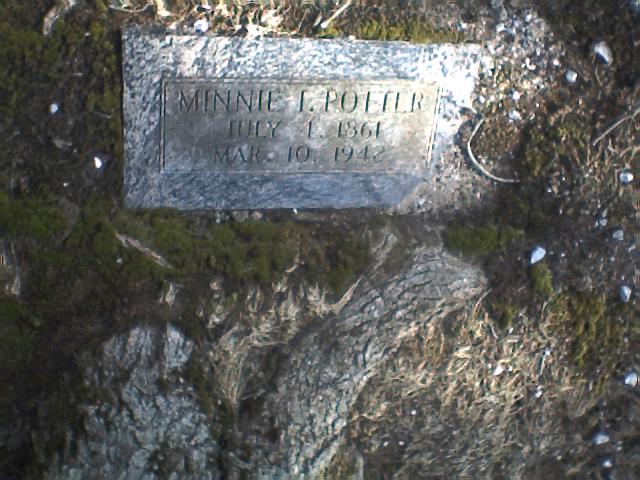 MINNIE T. POTTER
JULY 4, 1861
MAR. 10, 1942